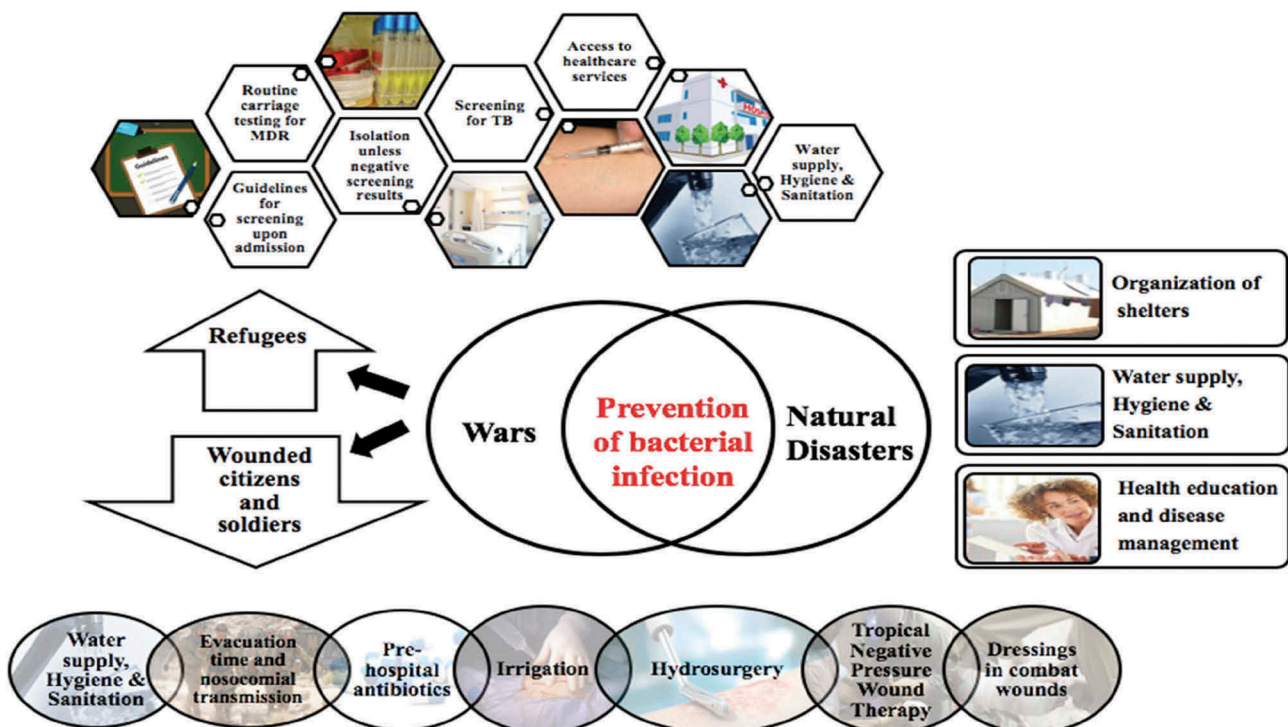 Access to
healthcare
services
Routine
carriage
testing for
MDR
Screening
for TB
HOSPI
Guidelines
Isolation
unless
negative
screening
results
Water
supply,
Hygiene &
Sanitation
Guidelines
for
screening
upon
admission
Organization of
shelters
Refugees
Water supply,
Hygiene &
Sanitation
Wars
Prevention
of bacterial
infection
Natural
Disasters
Wounded
citizens
and
soldiers
Health education
and disease
management
Water
supply,
Hygiene &
Sanitation
Evacuation
time and
nosocomial
transmission
Pre-
hospital
antibiotics
Irrigation
Hydrosurgery
Tropical
Negative
Pressure
Wound
Therapy
Dressings
in combat
wounds